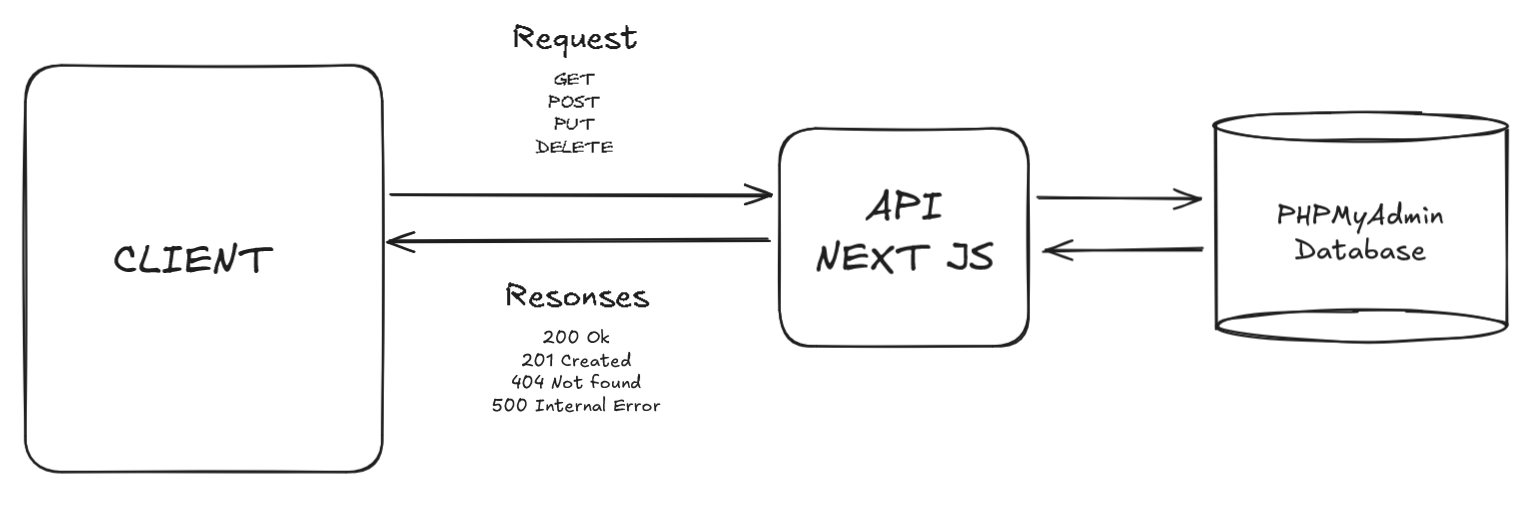 Request
GET
POST
PUT
DELETE
CLIENT
API
NEXT JS
PHPMyAdmin
Database
Resonses
200 Ok
201 Created
404 Not found
500 Internal Error